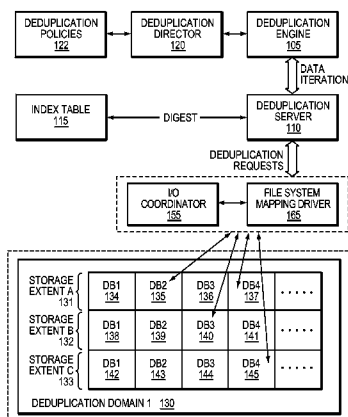 DEDUPLICATION
POLICIES
122
DEDUPLICATION
DIRECTOR
120
DEDUPLICATION
ENGINE
105
DATA
ITERATION
INDEX TABLE
115
DIGEST
DEDUPLICATION
SERVER
110
DEDUPLICATION
REQUESTS
I/O
COORDINATOR
155
FILE SYSTEM
MAPPING DRIVER
165
STORAGE
EXTENT A
131
DB1 DB2 DB3 DB4 .....
134 135 136 137
STORAGE
EXTENT B
132
DB1 DB2 DB3 DB4 .....
138 139 140 141
STORAGE
EXTENT C
133
DB1 DB2 DB3 DB4 .....
142 143 144 145
DEDUPLICATION DOMAIN 1 130